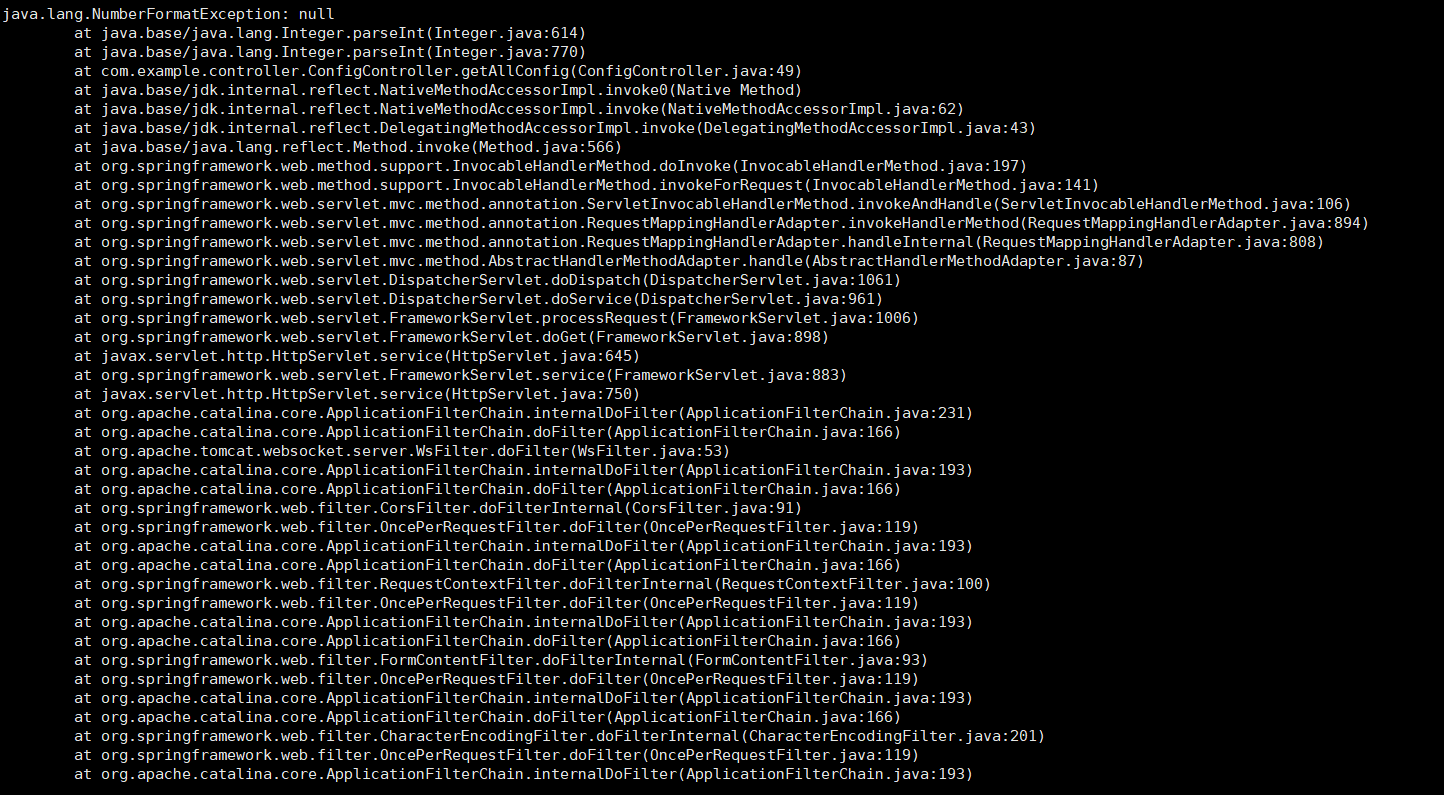 java.lang.NumberFormatException: null
at java.base/java.lang.Integer.parseInt(Integer.java:614)
at java.base/java.lang.Integer.parseInt(Integer.java:770)
at com.example.controller.ConfigController.getAllConfig(ConfigController.java:49)
at java.base/jdk.internal.reflect.NativeMethodAccessorImpl.invoke0(Native Method)
at java.base/jdk.internal.reflect.NativeMethodAccessorImpl.invoke(NativeMethodAccessorImpl.java:62)
at java.base/jdk.internal.reflect.DelegatingMethodAccessorImpl.invoke(DelegatingMethodAccessorImpl.java:43)
at java.base/java.lang.reflect.Method.invoke(Method.java:566)
at org.springframework.web.method.support.InvocableHandlerMethod.doInvoke(InvocableHandlerMethod.java:197)
at org.springframework.web.method.support.InvocableHandlerMethod.invokeForRequest(InvocableHandlerMethod.java:141)
at org.springframework.web.servlet.mvc.method.annotation.ServletInvocableHandlerMethod.invokeAndHandle(ServletInvocableHandlerMethod.java:106)
at org.springframework.web.servlet.mvc.method.annotation.RequestMappingHandlerAdapter.invokeHandlerMethod(RequestMappingHandlerAdapter.java:894)
at org.springframework.web.servlet.mvc.method.annotation.RequestMappingHandlerAdapter.handleInternal(RequestMappingHandlerAdapter.java:808)
at org.springframework.web.servlet.mvc.method.AbstractHandlerMethodAdapter.handle(AbstractHandlerMethodAdapter.java:87)
at org.springframework.web.servlet.DispatcherServlet.doDispatch(DispatcherServlet.java:1061)
at org.springframework.web.servlet.DispatcherServlet.doService(DispatcherServlet.java:961)
at org.springframework.web.servlet.FrameworkServlet.processRequest(FrameworkServlet.java:1006)
at org.springframework.web.servlet.FrameworkServlet.doGet(FrameworkServlet.java:898)
at javax.servlet.http.HttpServlet.service(HttpServlet.java:645)
at org.springframework.web.servlet.FrameworkServlet.service(FrameworkServlet.java:883)
at javax.servlet.http.HttpServlet.service(HttpServlet.java:750)
at org.apache.catalina.core.ApplicationFilterChain.internalDoFilter(ApplicationFilterChain.java:231)
at org.apache.catalina.core.ApplicationFilterChain.doFilter(ApplicationFilterChain.java:166)
at org.apache.tomcat.websocket.server.WsFilter.doFilter(WsFilter.java:53)
at org.apache.catalina.core.ApplicationFilterChain.internalDoFilter(ApplicationFilterChain.java:193)
at org.apache.catalina.core.ApplicationFilterChain.doFilter(ApplicationFilterChain.java:166)
at org.springframework.web.filter.CorsFilter.doFilterInternal(CorsFilter.java:91)
at org.springframework.web.filter.OncePerRequestFilter.doFilter(OncePerRequestFilter.java:119)
at org.apache.catalina.core.ApplicationFilterChain.internalDoFilter(ApplicationFilterChain.java:193)
at org.apache.catalina.core.ApplicationFilterChain.doFilter(ApplicationFilterChain.java:166)
at org.springframework.web.filter.RequestContextFilter.doFilterInternal(RequestContextFilter.java:100)
at org.springframework.web.filter.OncePerRequestFilter.doFilter(OncePerRequestFilter.java:119)
at org.apache.catalina.core.ApplicationFilterChain.internalDoFilter(ApplicationFilterChain.java:193)
at org.apache.catalina.core.ApplicationFilterChain.doFilter(ApplicationFilterChain.java:166)
at org.springframework.web.filter.FormContentFilter.doFilterInternal(FormContentFilter.java:93)
at org.springframework.web.filter.OncePerRequestFilter.doFilter(OncePerRequestFilter.java:119)
at org.apache.catalina.core.ApplicationFilterChain.internalDoFilter(ApplicationFilterChain.java:193)
at org.apache.catalina.core.ApplicationFilterChain.doFilter(ApplicationFilterChain.java:166)
at org.springframework.web.filter.CharacterEncodingFilter.doFilterInternal(CharacterEncodingFilter.java:201)
at org.springframework.web.filter.OncePerRequestFilter.doFilter(OncePerRequestFilter.java:119)
at org.apache.catalina.core.ApplicationFilterChain.internalDoFilter(ApplicationFilterChain.java:193)